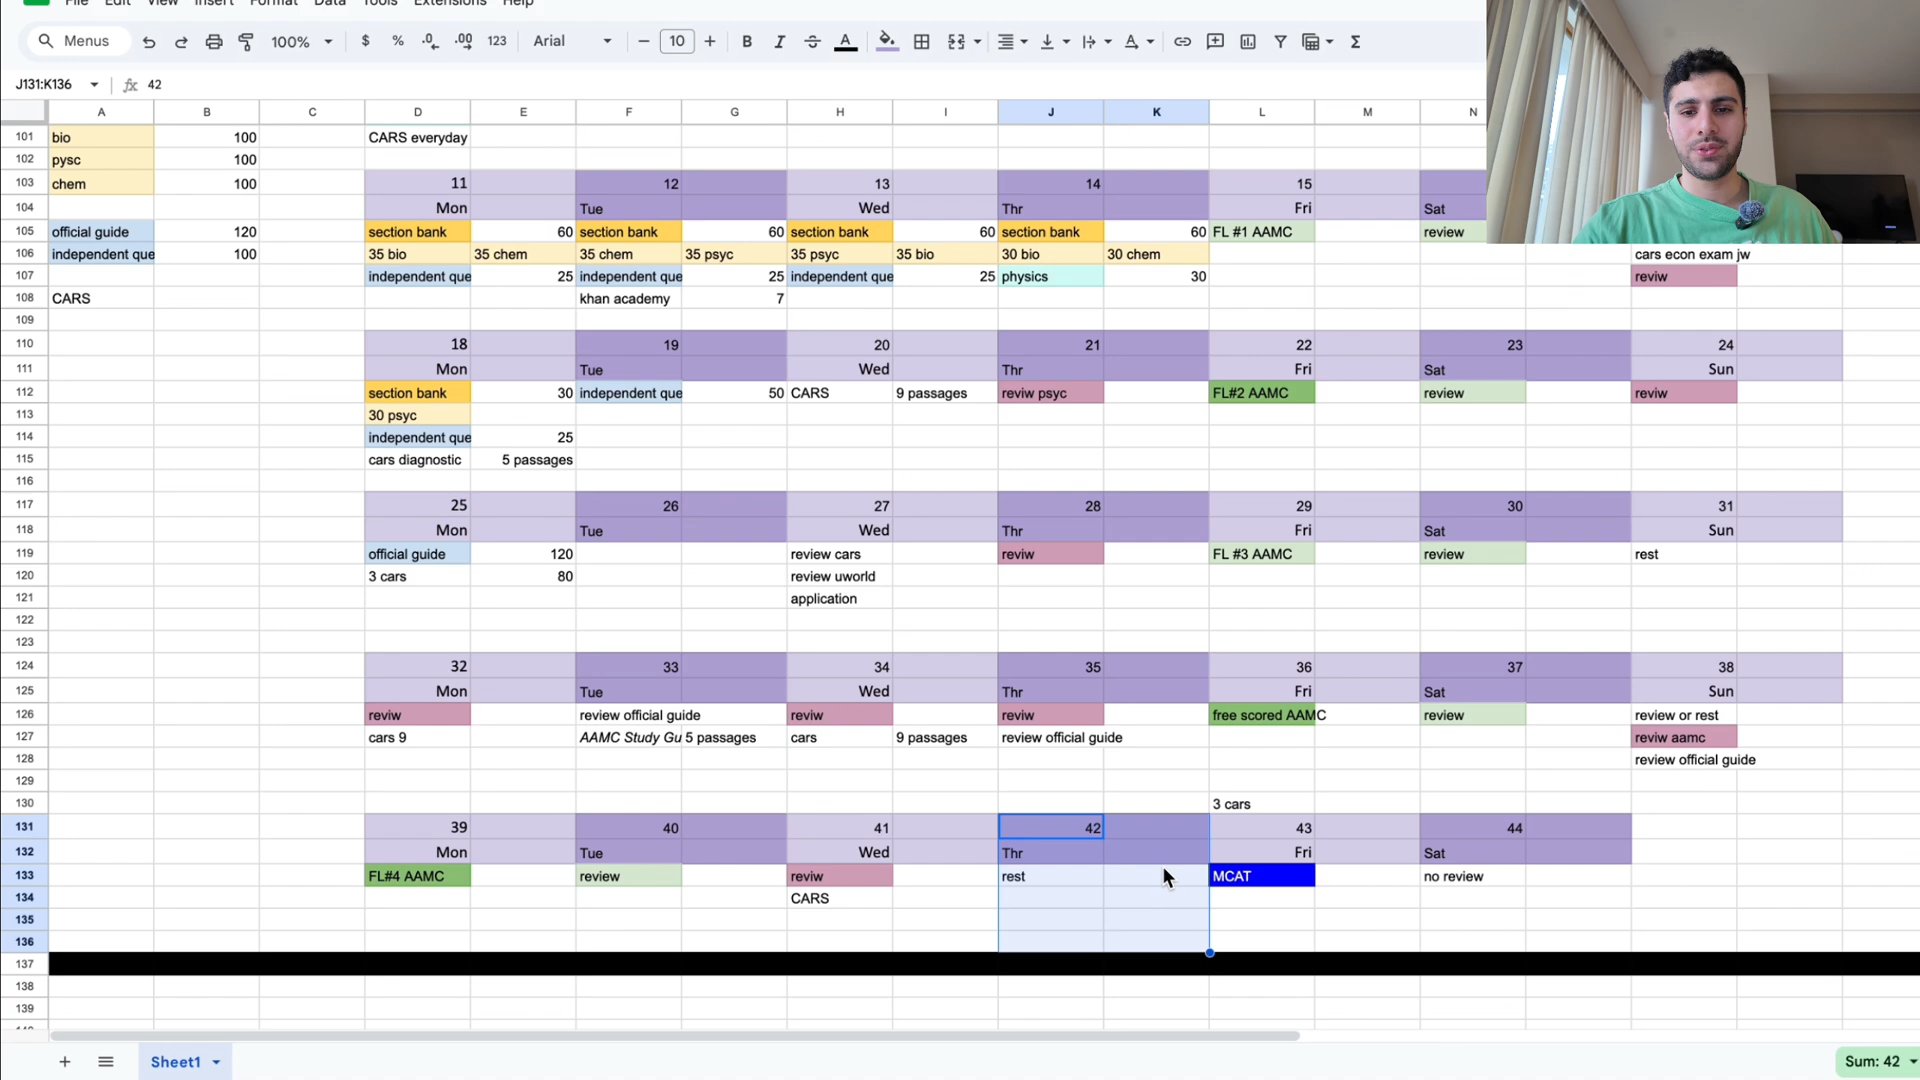 File Edit View Insert Format Data Tools Extensions Help
Menus 100% $ % .0 .00 123 Arial 10 B I A Σ
J131:K136 fx 42
A B C D E F G H I J K L M N
101 bio 100 CARS everyday
102 pysc 100
103 chem 100 11 12 13 14 15
104 Mon Tue Wed Thr Fri Sat
105 official guide 120 section bank 60 section bank 60 section bank 60 section bank 60 FL #1 AAMC review
106 independent que 100 35 bio 35 chem 35 chem 35 psyc 35 psyc 35 bio 30 bio 30 chem cars econ exam jw
107 independent que 25 independent que 25 independent que 25 physics 30 reviw
108 CARS khan academy 7
109
110 18 19 20 21 22 23 24
111 Mon Tue Wed Thr Fri Sat Sun
112 section bank 30 independent que 50 CARS 9 passages reviw psyc FL#2 AAMC review reviw
113 30 psyc
114 independent que 25
115 cars diagnostic 5 passages
116
117 25 26 27 28 29 30 31
118 Mon Tue Wed Thr Fri Sat Sun
119 official guide 120 review cars reviw FL #3 AAMC review rest
120 3 cars 80 review uworld
121 application
122
123
124 32 33 34 35 36 37 38
125 Mon Tue Wed Thr Fri Sat Sun
126 reviw review official guide reviw reviw free scored AAMC review review or rest
127 cars 9 AAMC Study Gu 5 passages cars 9 passages review official guide reviw aamc
128 review official guide
129
130 3 cars
131 39 40 41 42 43 44
132 Mon Tue Wed Thr Fri Sat
133 FL#4 AAMC review reviw rest MCAT no review
134 CARS
135
136
137
138
139
Sheet1 Sum: 42